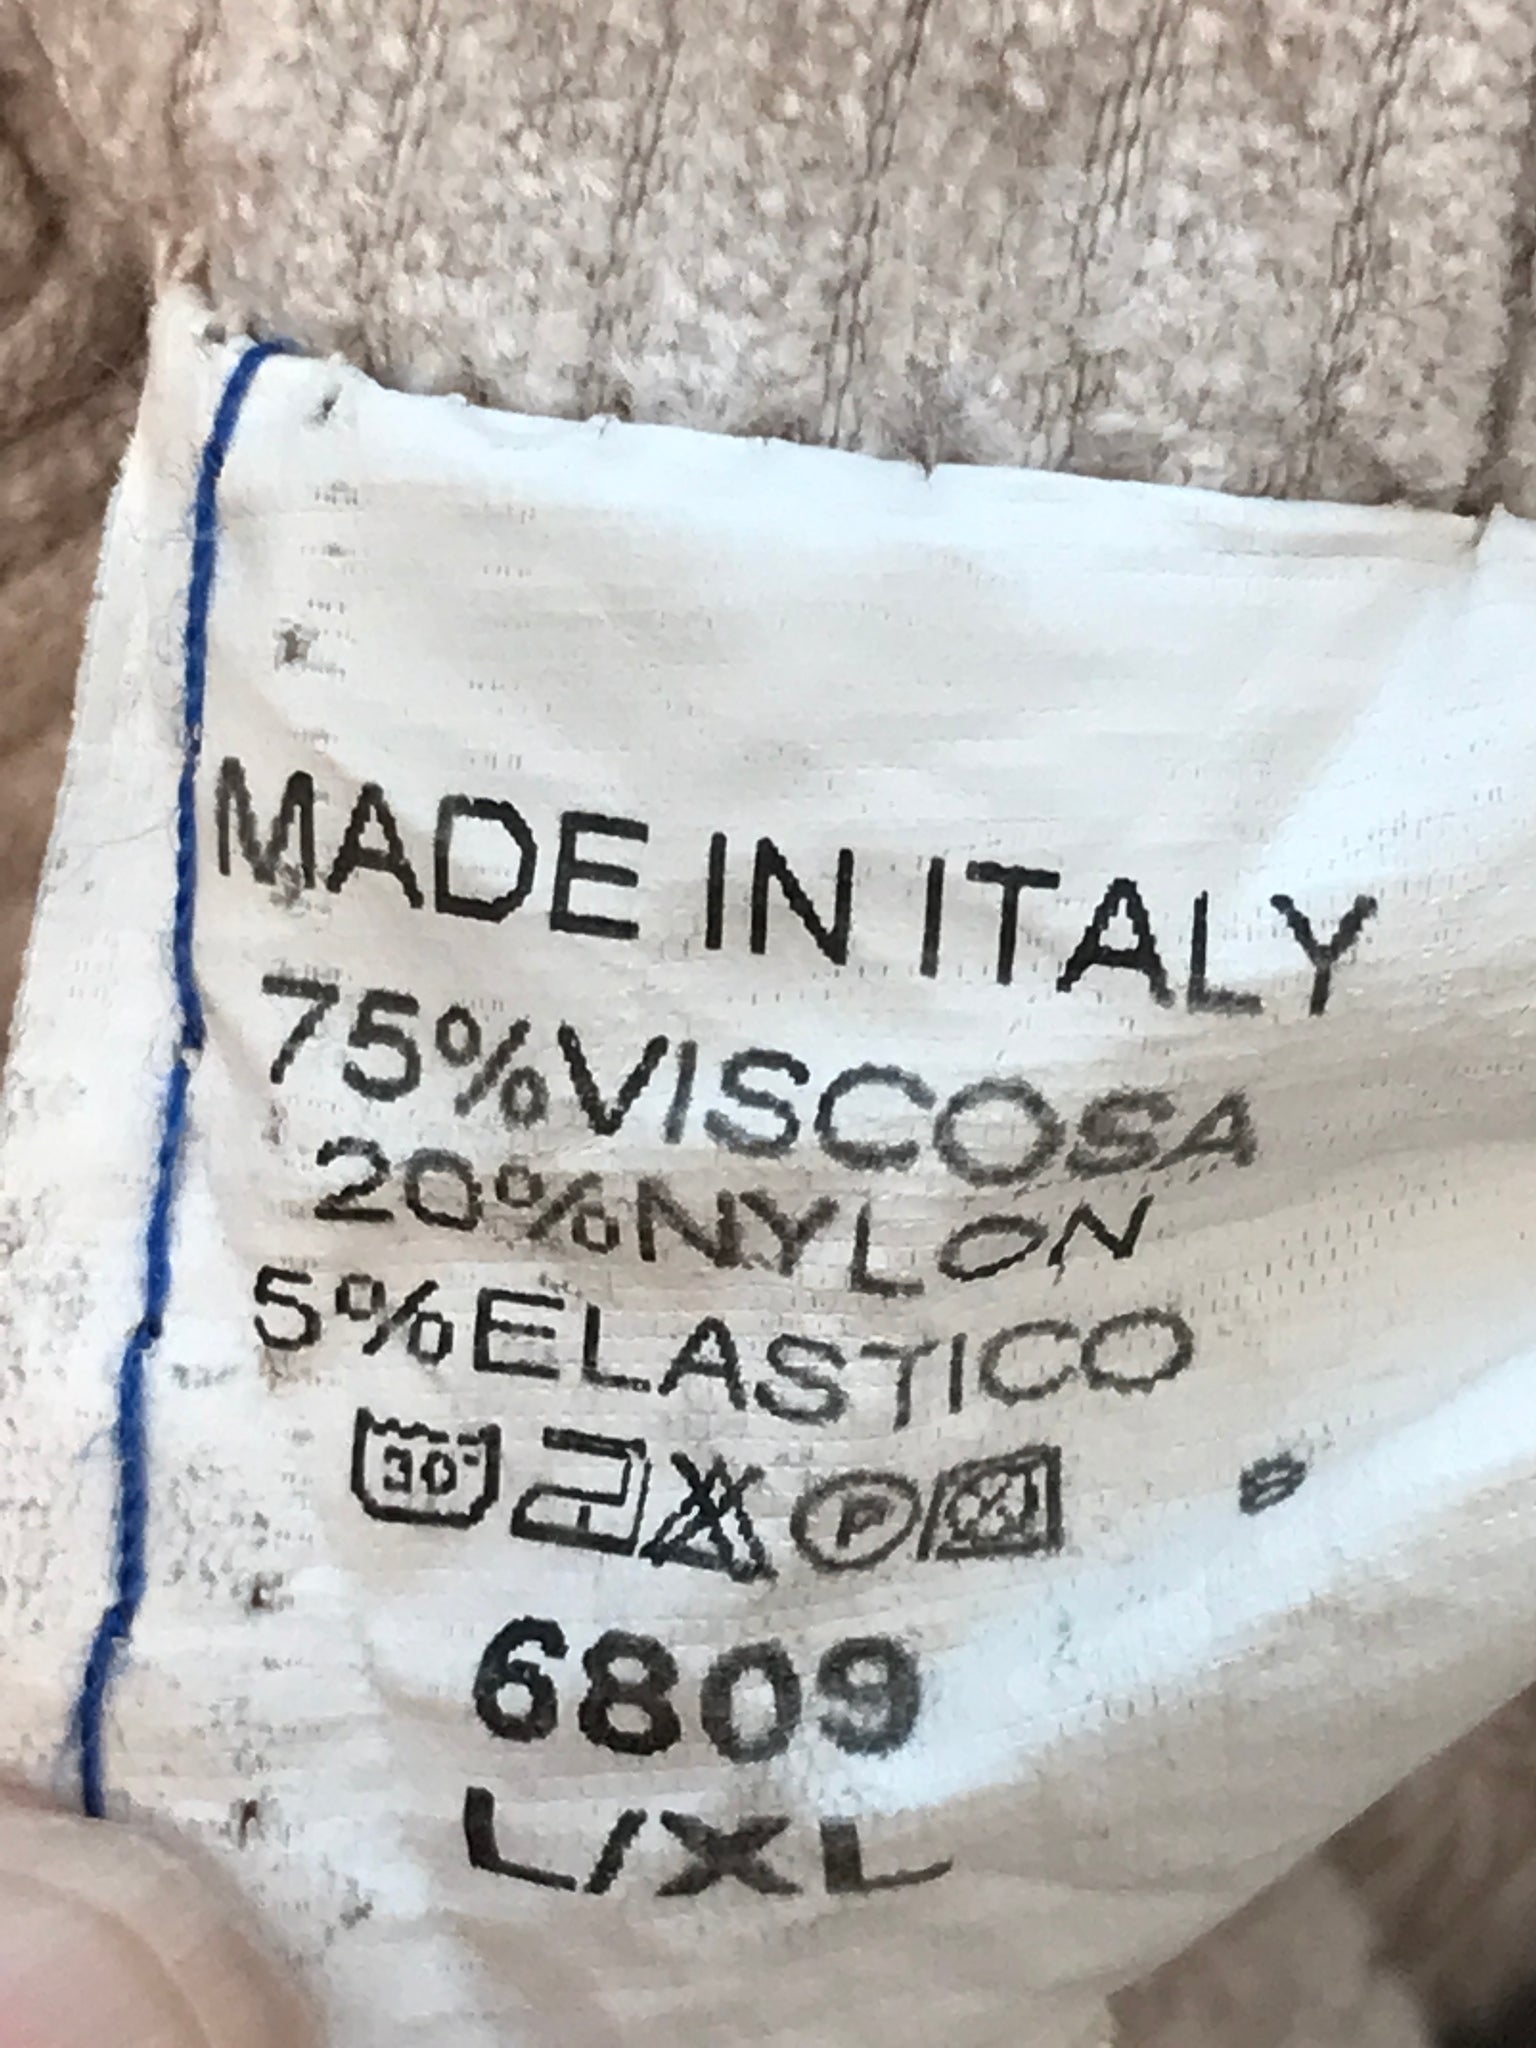 MADE IN ITALY
75%VISCOSA
20%NYLON
5%ELASTICO
30° P
6809
L/XL